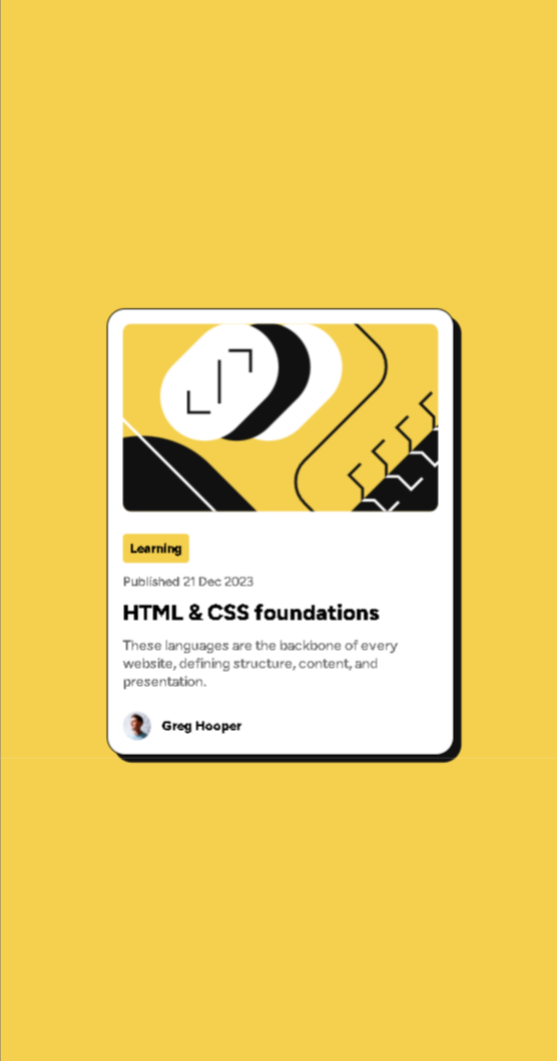 Learning
Published 21 Dec 2023
HTML & CSS foundations
These languages are the backbone of every
website, defining structure, content, and
presentation.
Greg Hooper